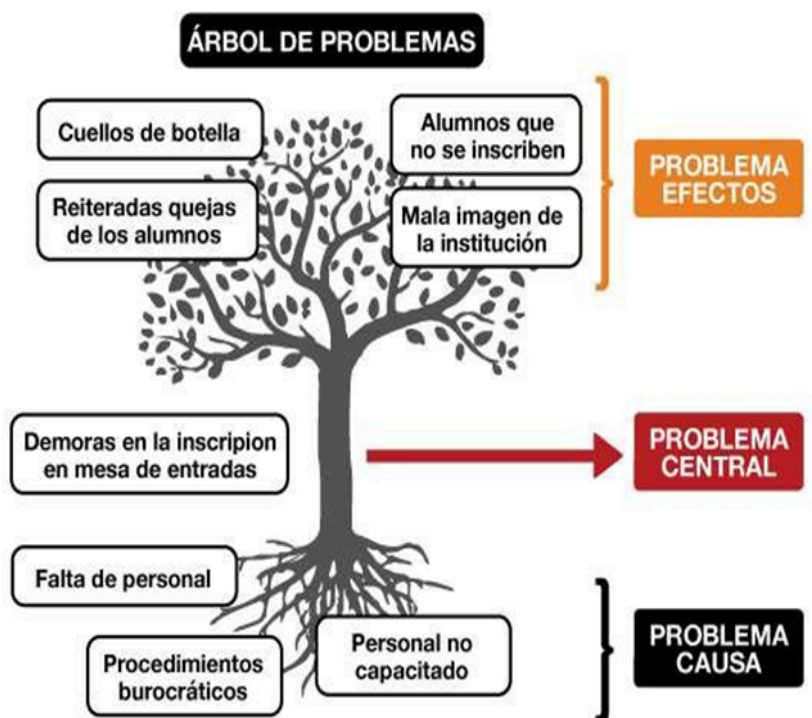 ÁRBOL DE PROBLEMAS
Cuellos de botella
Alumnos que
no se inscriben
Reiteradas quejas
de los alumnos
Mala imagen de
la institución
PROBLEMA
EFECTOS
Demoras en la inscripion
en mesa de entradas
PROBLEMA
CENTRAL
Falta de personal
Procedimientos
burocráticos
Personal no
capacitado
PROBLEMA
CAUSA